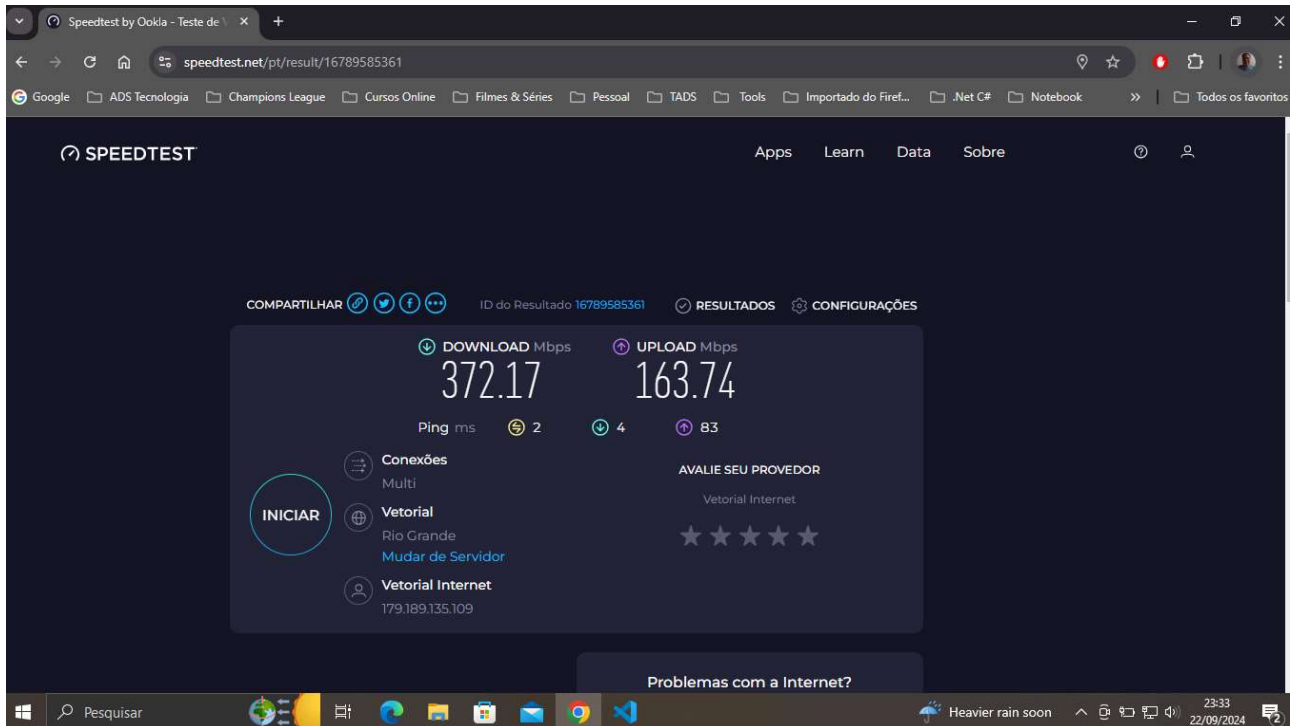 Speedtest by Ookla - Teste de
speedtest.net/pt/result/16789585361
Google ADS Tecnologia Champions League Cursos Online Filmes & Séries Pessoal TADS Tools Importado do Firef... .Net C# Notebook » Todos os favoritos
SPEEDTEST Apps Learn Data Sobre
COMPARTILHAR ID do Resultado 16789585361 RESULTADOS CONFIGURAÇÕES
DOWNLOAD Mbps UPLOAD Mbps
372.17 163.74
Ping ms 2 4 83
Conexões
Multi
AVALIE SEU PROVEDOR
Vetorial Internet
INICIAR
Vetorial
Rio Grande
Mudar de Servidor
Vetorial Internet
179.189.135.109
Problemas com a Internet?
Pesquisar Heavier rain soon 23:33
22/09/2024
2